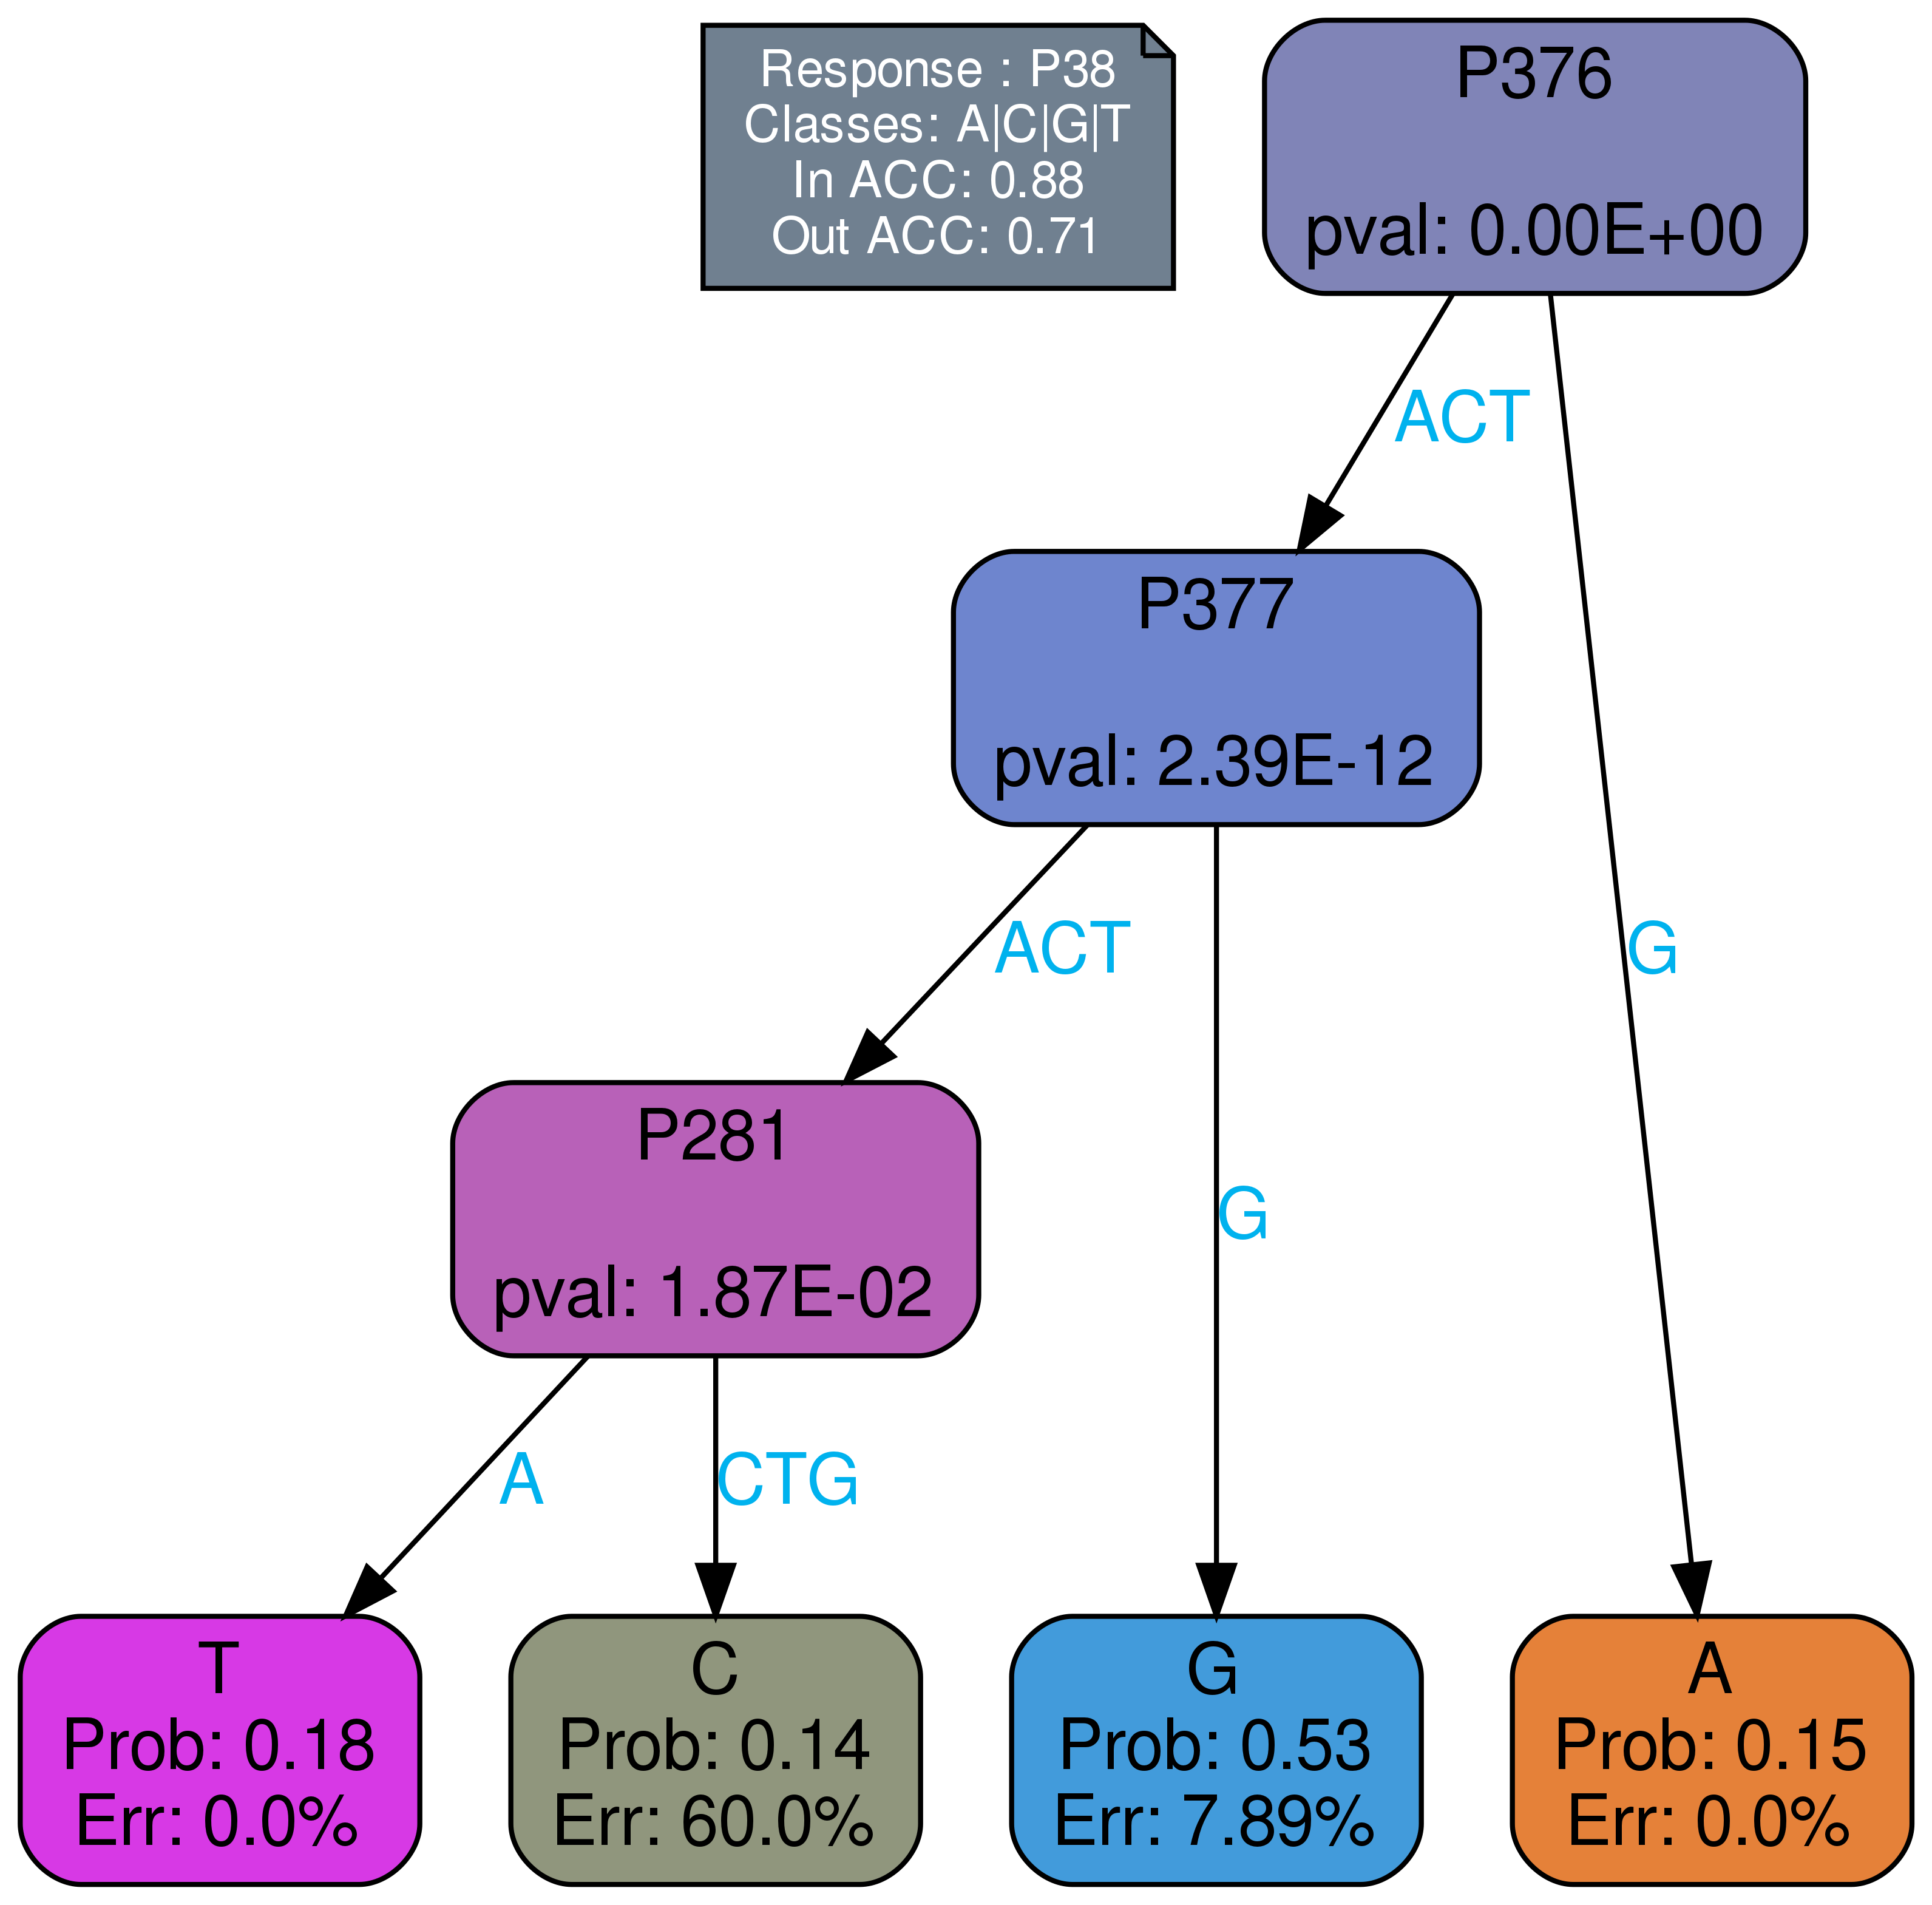 Response : P38
Classes: A|C|G|T
In ACC: 0.88
Out ACC: 0.71
P376
pval: 0.00E+00
ACT
P377
pval: 2.39E-12
ACT
G
P281
pval: 1.87E-02
G
A
CTG
T
Prob: 0.18
Err: 0.0%
C
Prob: 0.14
Err: 60.0%
G
Prob: 0.53
Err: 7.89%
A
Prob: 0.15
Err: 0.0%